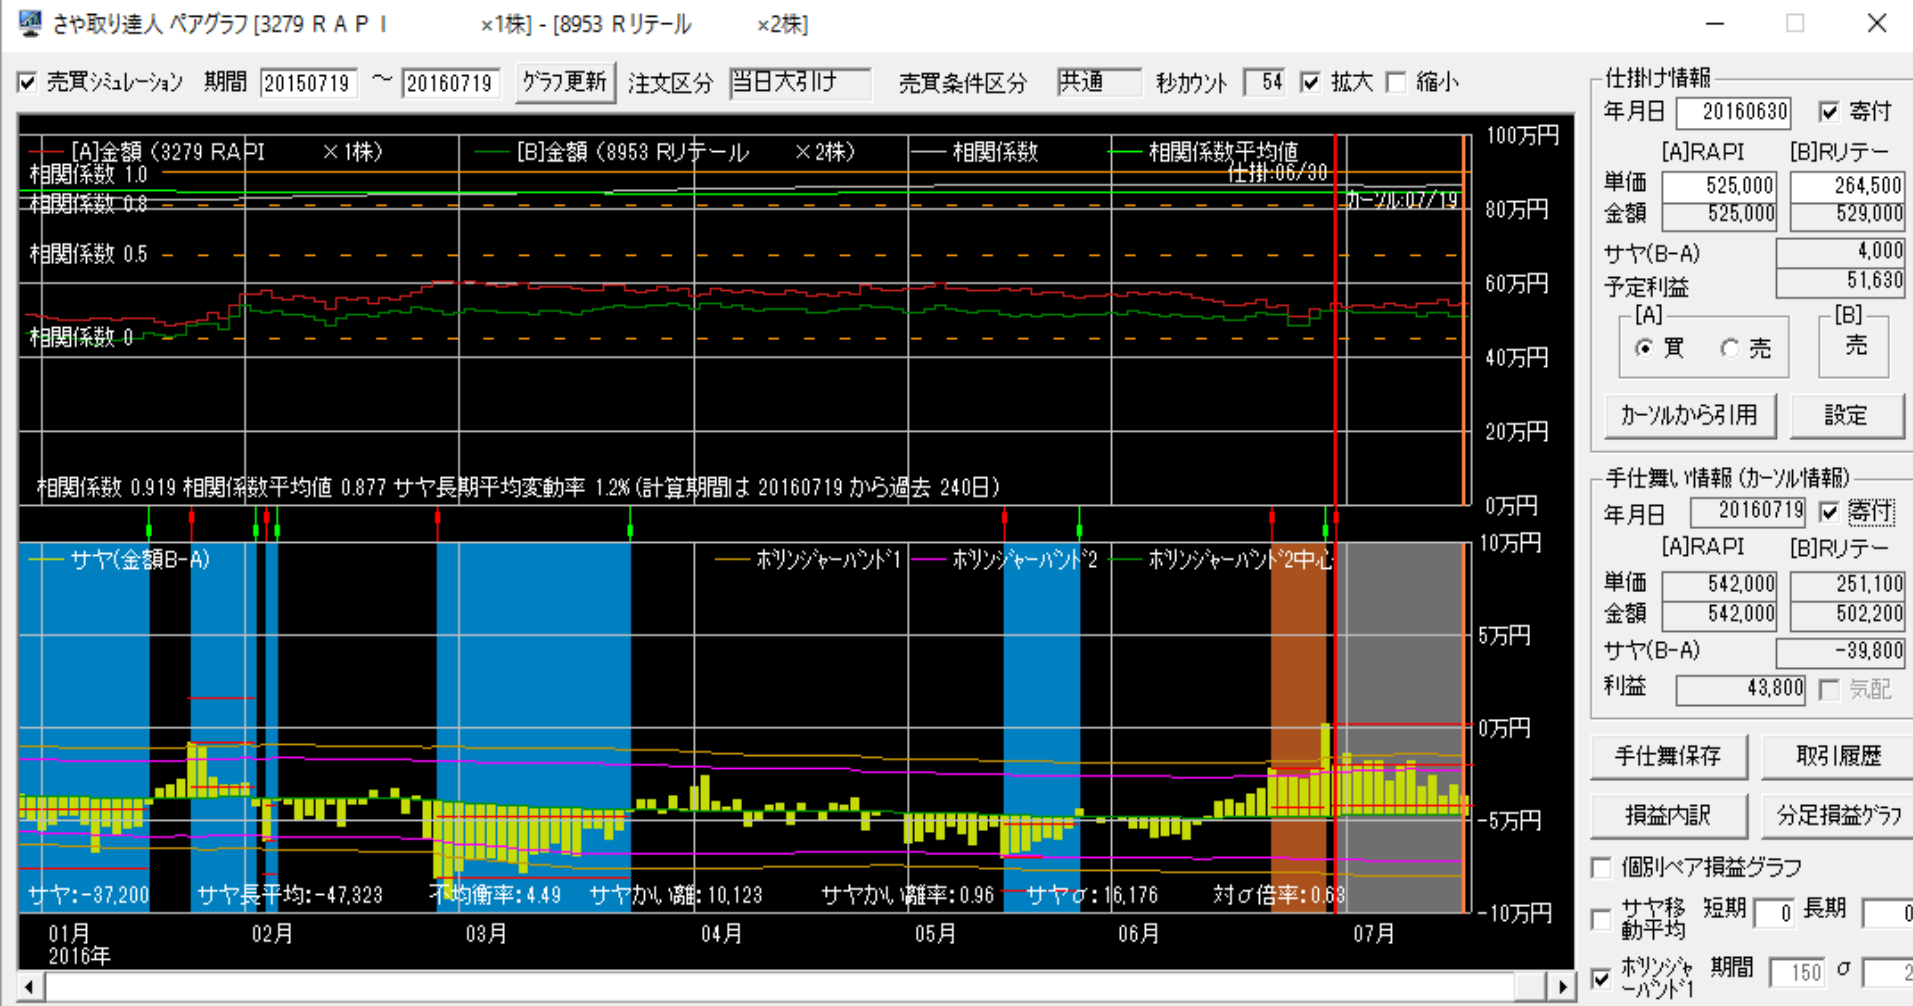 さや取り達人 ペアグラフ [3279 ＲＡＰＩ ×1株] - [8953 Ｒリテール ×2株]
売買ｼﾐｭﾚｰｼｮﾝ 期間 20150719 ～ 20160719 ｸﾞﾗﾌ更新 注文区分 当日大引け 売買条件区分 共通 秒ｶｳﾝﾄ 54 拡大 縮小
[A]金額 (3279 RAPI ×1株) [B]金額 (8953 Rリテール ×2株) 相関係数 相関係数平均値
100万円
相関係数 1.0
仕掛:06/30
相関係数 0.8
ｶｰｿﾙ:07/19
80万円
相関係数 0.5
60万円
相関係数 0
40万円
20万円
相関係数 0.919 相関係数平均値 0.877 サヤ長期平均変動率 1.2% (計算期間は 20160719 から過去 240日)
0万円
サヤ(金額B-A) ﾎﾞﾘﾝｼﾞｬｰﾊﾞﾝﾄﾞ1 ﾎﾞﾘﾝｼﾞｬｰﾊﾞﾝﾄﾞ2 ﾎﾞﾘﾝｼﾞｬｰﾊﾞﾝﾄﾞ2中心
10万円
5万円
0万円
-5万円
サヤ:-37,200 サヤ長平均:-47,323 不均衡率:4.49 サヤかい離:10,123 サヤかい離率:0.96 サヤσ:16,176 対σ倍率:0.63
-10万円
01月 02月 03月 04月 05月 06月 07月
2016年
仕掛け情報
年月日 20160630 寄付
[A]RAPI [B]Rリテー
単価 525,000 264,500
金額 525,000 529,000
サヤ(B-A) 4,000
予定利益 51,630
[A] [B]
買 売 売
ｶｰｿﾙから引用 設定
手仕舞い情報 (ｶｰｿﾙ情報)
年月日 20160719 寄付
[A]RAPI [B]Rリテー
単価 542,000 251,100
金額 542,000 502,200
サヤ(B-A) -39,800
利益 43,800 気配
手仕舞保存 取引履歴
損益内訳 分足損益ｸﾞﾗﾌ
個別ペア損益グラフ
サヤ移 短期 0 長期 0
動平均
ﾎﾞﾘﾝｼﾞｬ 期間 150 σ 2
ｰﾊﾞﾝﾄﾞ1